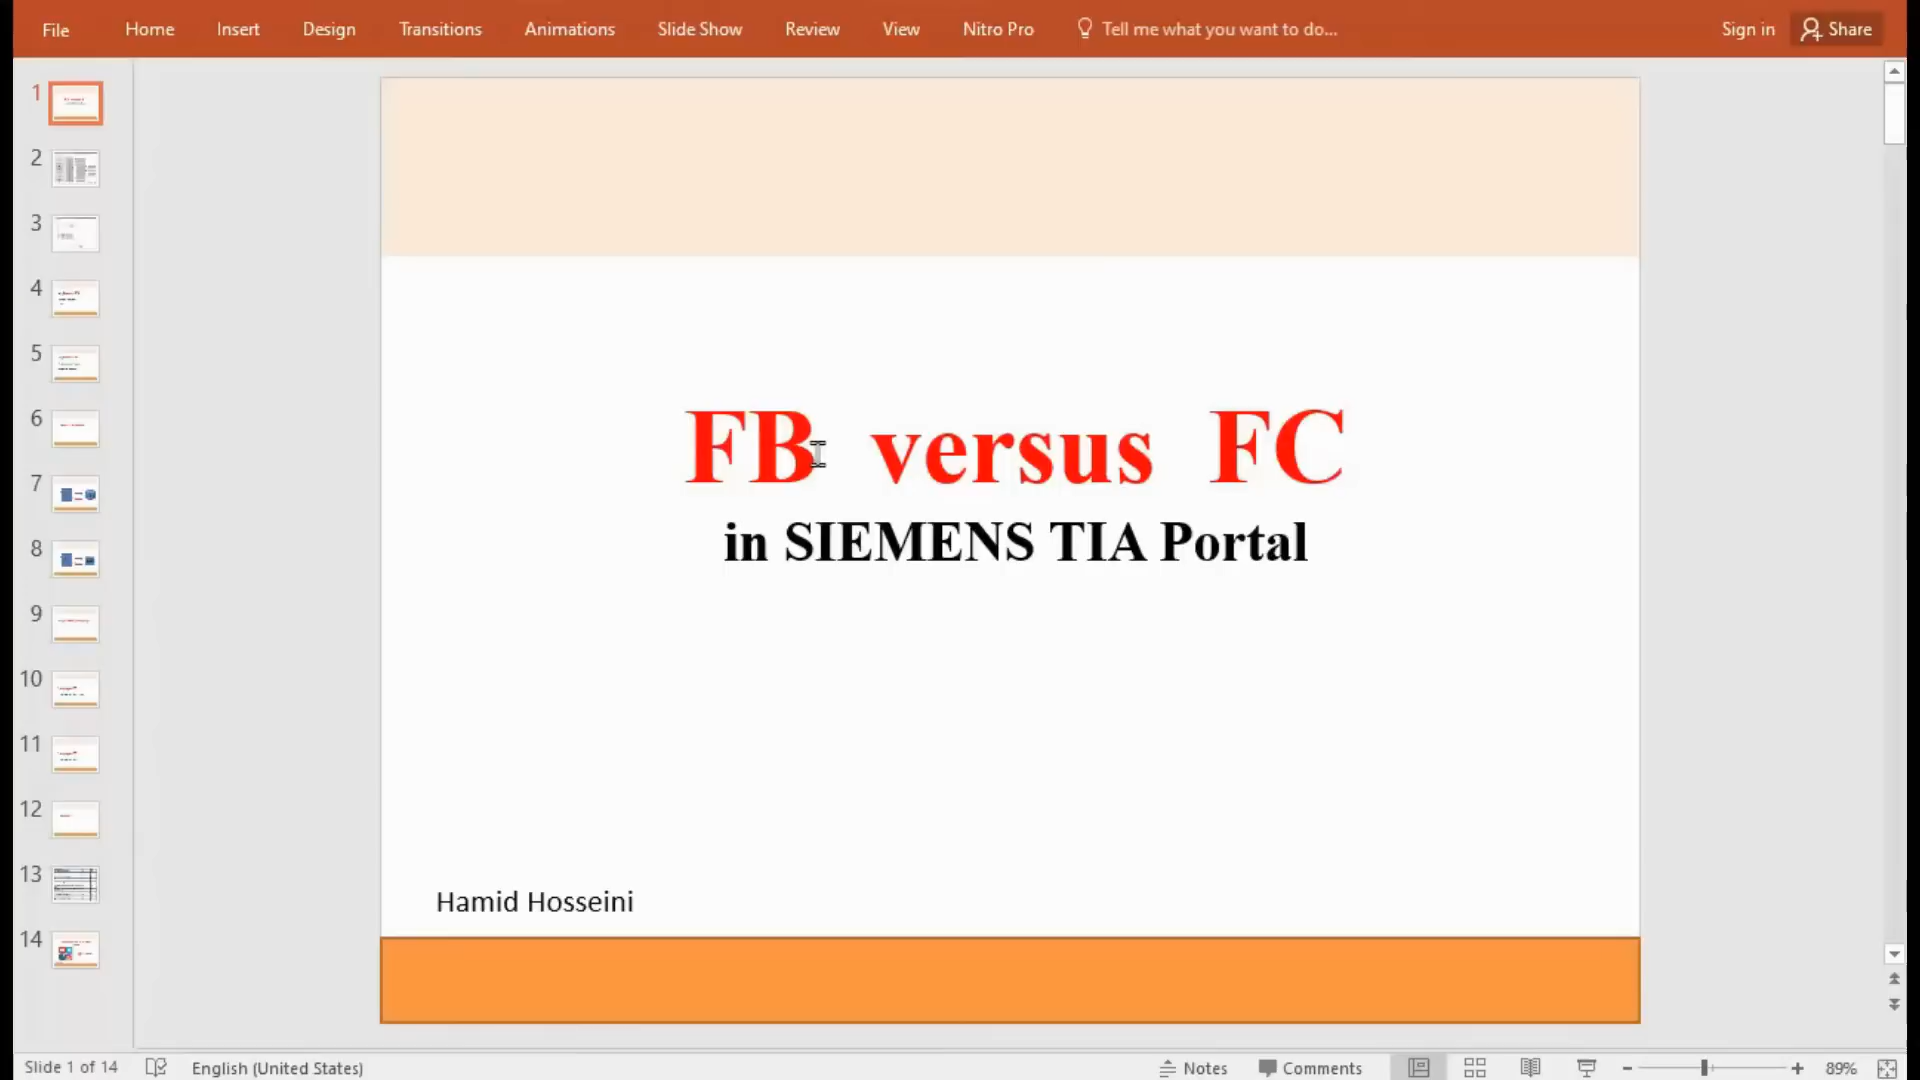 File Home Insert Design Transitions Animations Slide Show Review View Nitro Pro Tell me what you want to do... Sign in Share
1
2
3
4
5
6
7
8
9
10
11
12
13
14
FB versus FC
in SIEMENS TIA Portal
Hamid Hosseini
Slide 1 of 14 English (United States) Notes Comments 89%